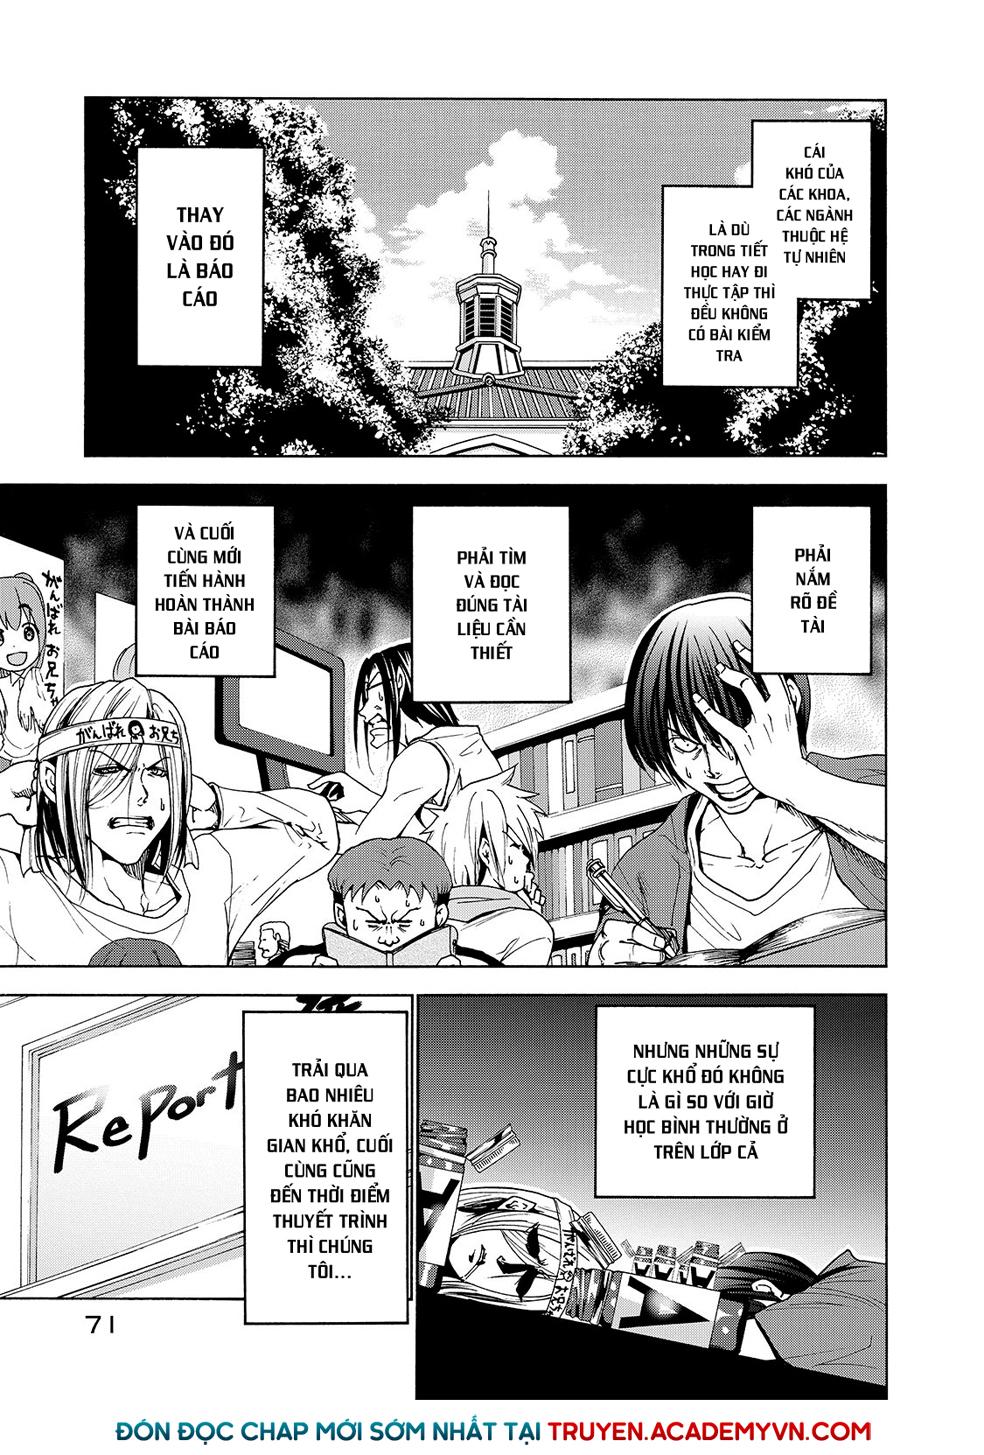 CÁI
KHÓ CỦA
CÁC KHOA,
CÁC NGÀNH
THUỘC HỆ
TỰ NHIÊN
LÀ DÙ
TRONG TIẾT
HỌC HAY ĐI
THỰC TẬP THÌ
ĐỀU KHÔNG
CÓ BÀI KIỂM
TRA
THAY
VÀO ĐÓ
LÀ BÁO
CÁO
PHẢI
NẮM
RÕ ĐỀ
TÀI
PHẢI TÌM
VÀ ĐỌC
ĐÚNG TÀI
LIỆU CẦN
THIẾT
VÀ CUỐI
CÙNG MỚI
TIẾN HÀNH
HOÀN THÀNH
BÀI BÁO
CÁO
がんばれ
お兄ちゃ
がんばれ お兄ち
NHƯNG NHỮNG SỰ
CỰC KHỔ ĐÓ KHÔNG
LÀ GÌ SO VỚI GIỜ
HỌC BÌNH THƯỜNG Ở
TRÊN LỚP CẢ
TRẢI QUA
BAO NHIÊU
KHÓ KHĂN
GIAN KHỔ, CUỐI
CÙNG CŨNG
ĐẾN THỜI ĐIỂM
THUYẾT TRÌNH
THÌ CHÚNG
TÔI...
Report
71
ĐÓN ĐỌC CHAP MỚI SỚM NHẤT TẠI TRUYEN.ACADEMYVN.COM